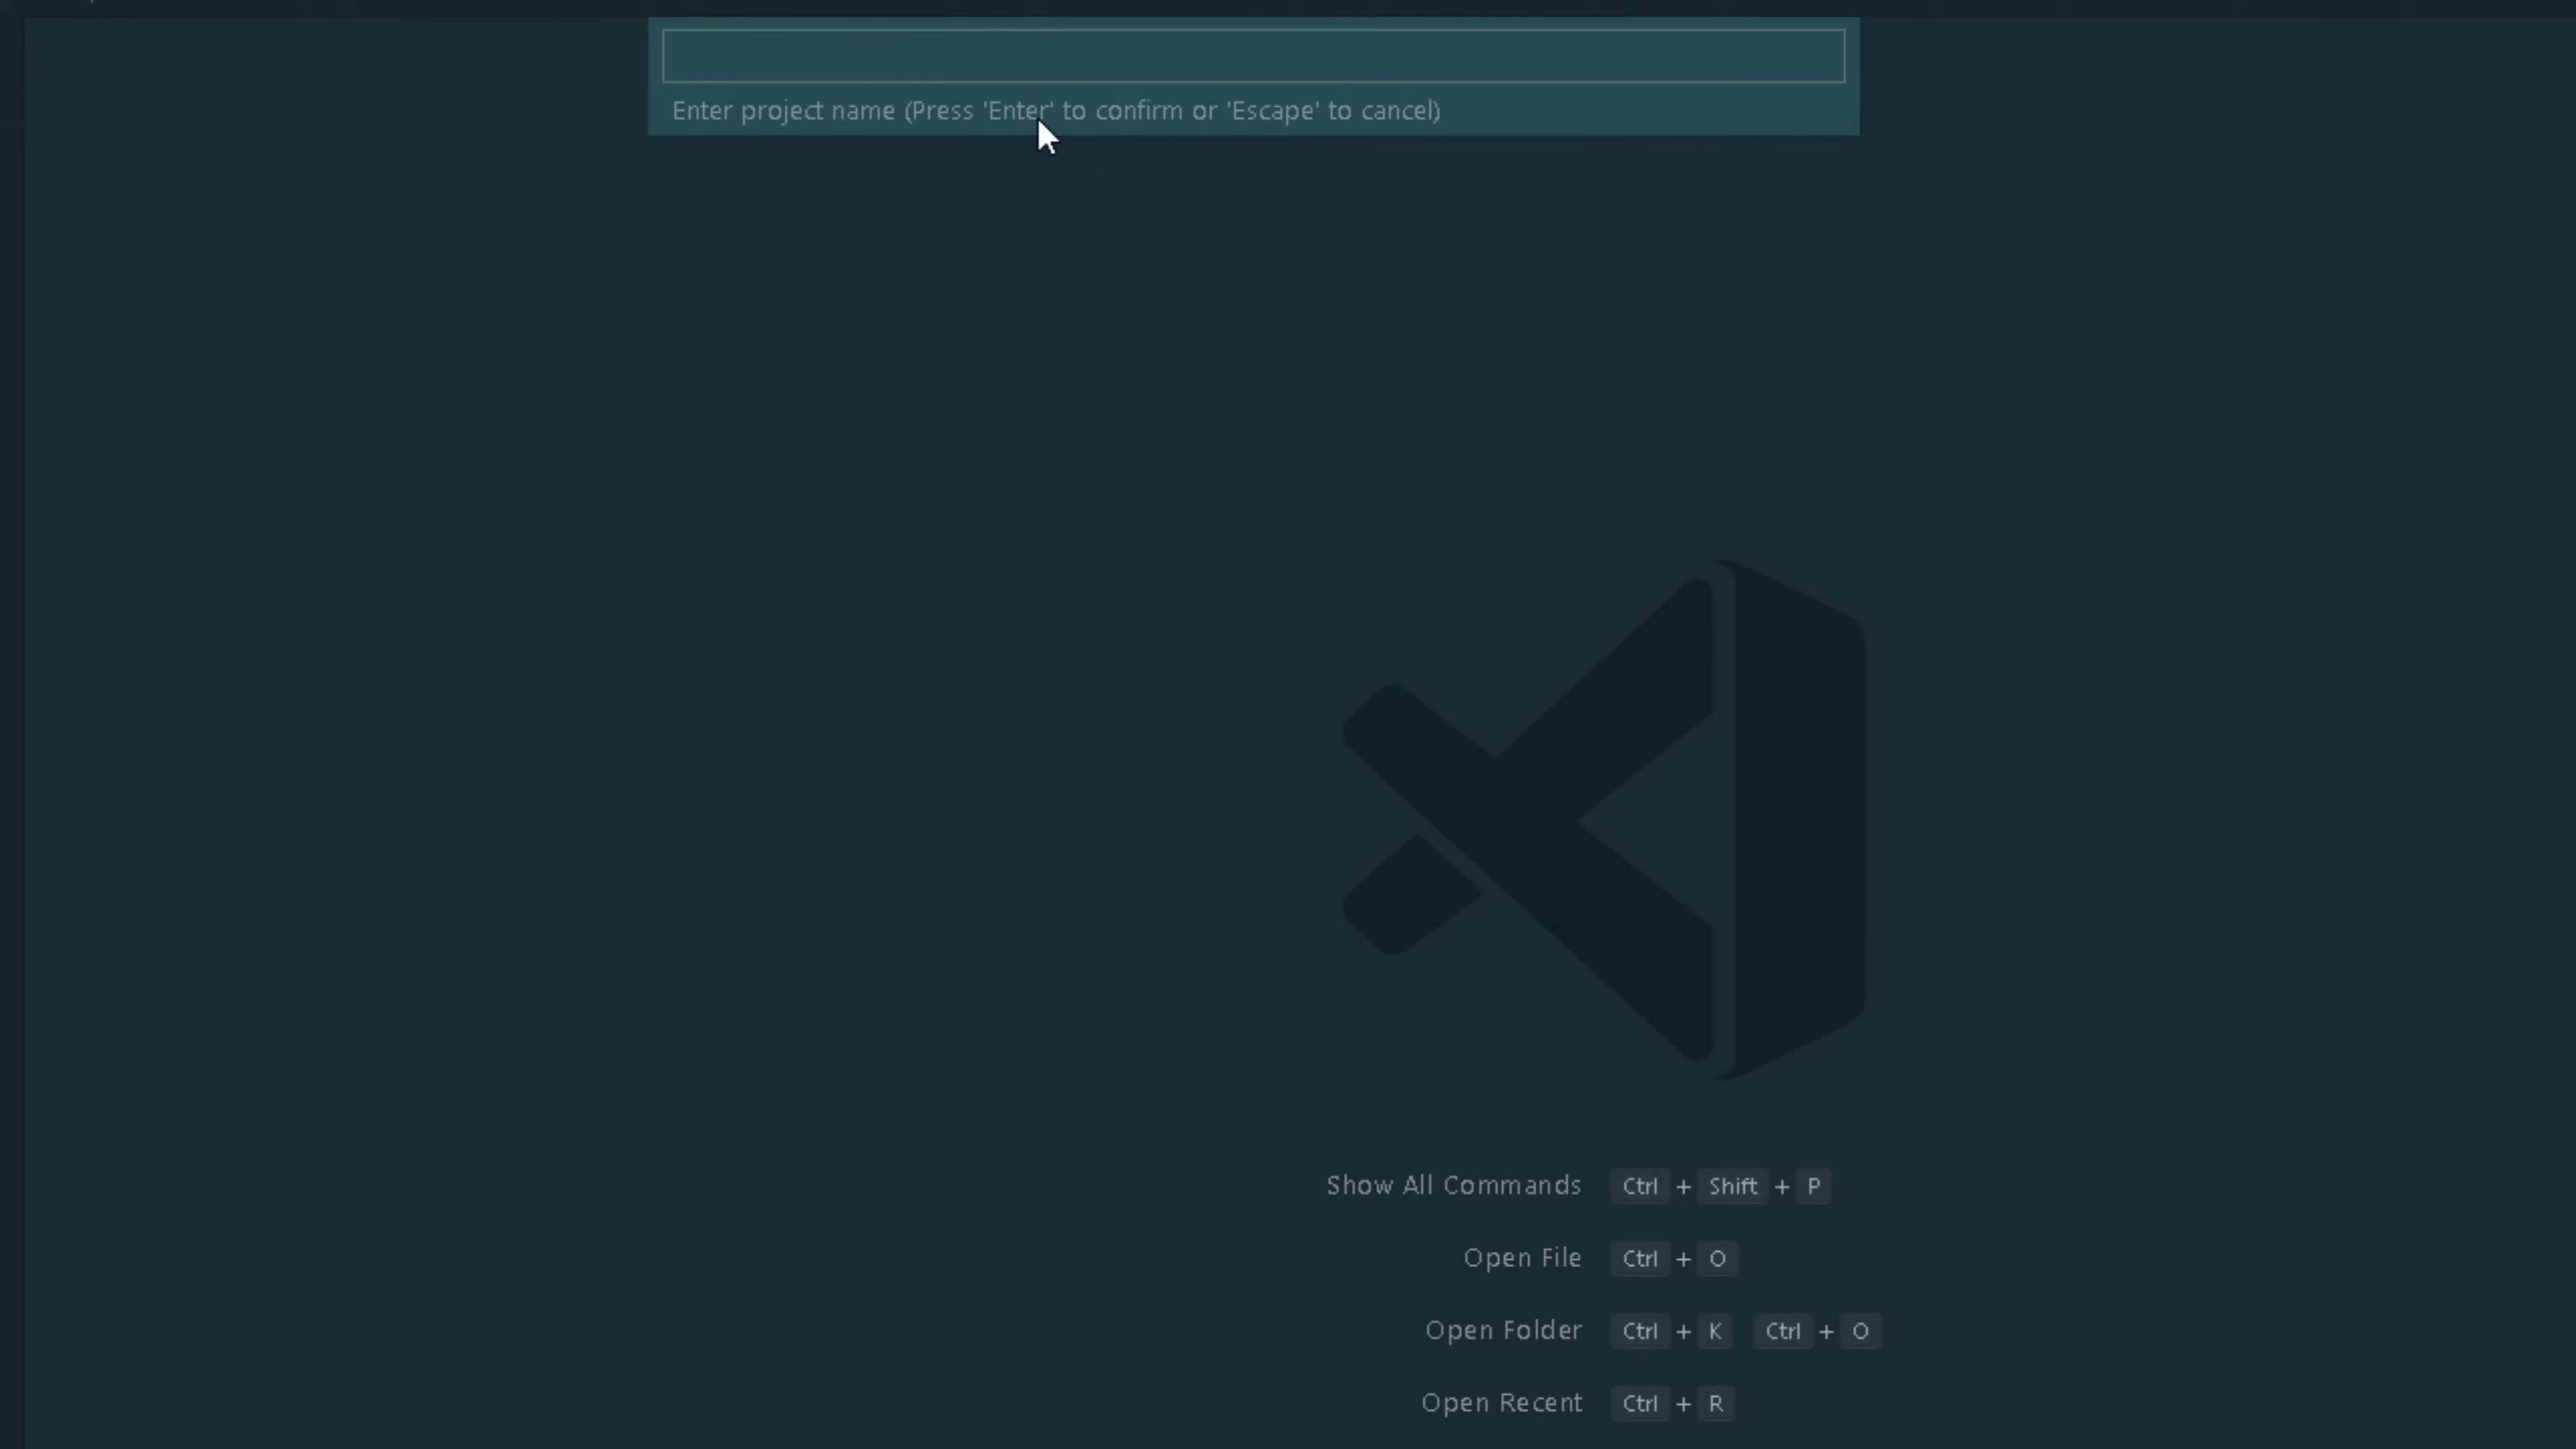 Enter project name (Press 'Enter' to confirm or 'Escape' to cancel)
Show All Commands Ctrl + Shift + P
Open File Ctrl + O
Open Folder Ctrl + K Ctrl + O
Open Recent Ctrl + R